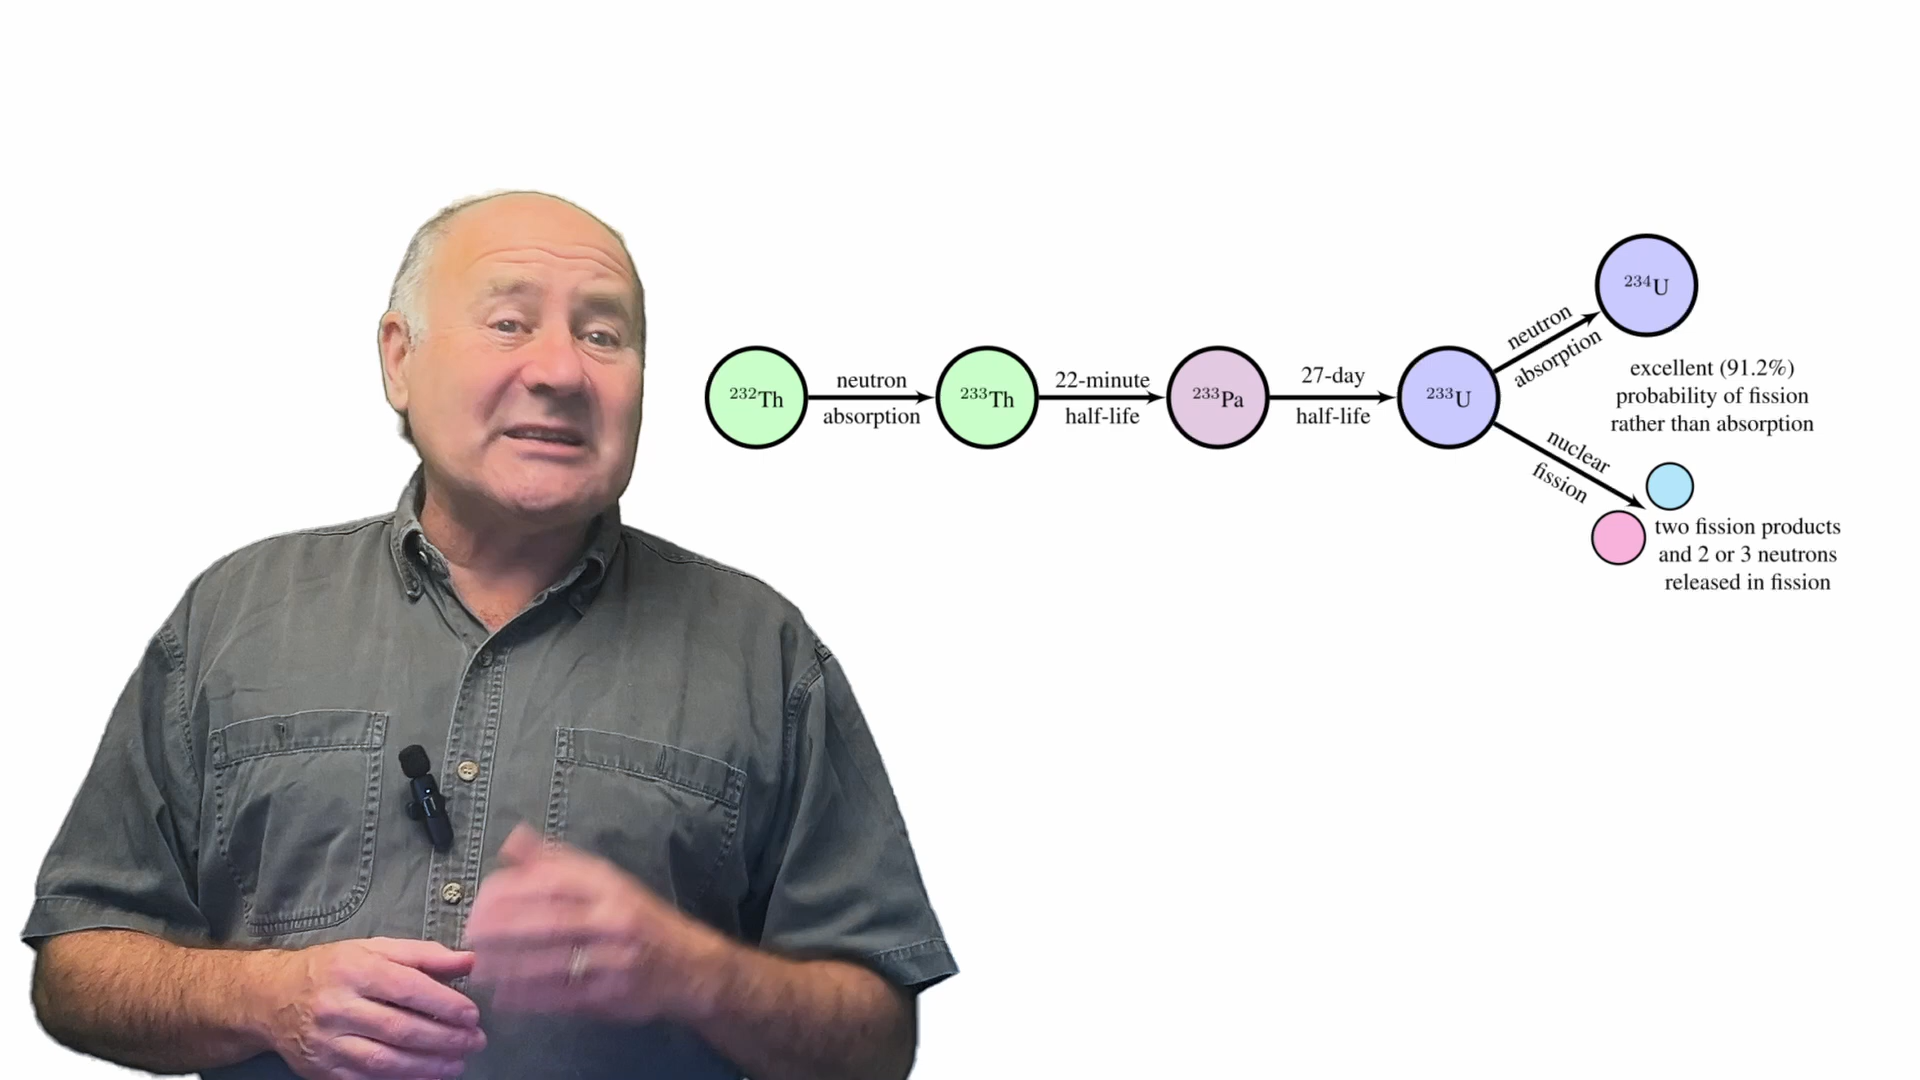 ²³²Th
neutron
absorption
²³³Th
22-minute
half-life
²³³Pa
27-day
half-life
²³³U
neutron
absorption
²³⁴U
excellent (91.2%)
probability of fission
rather than absorption
nuclear
fission
two fission products
and 2 or 3 neutrons
released in fission